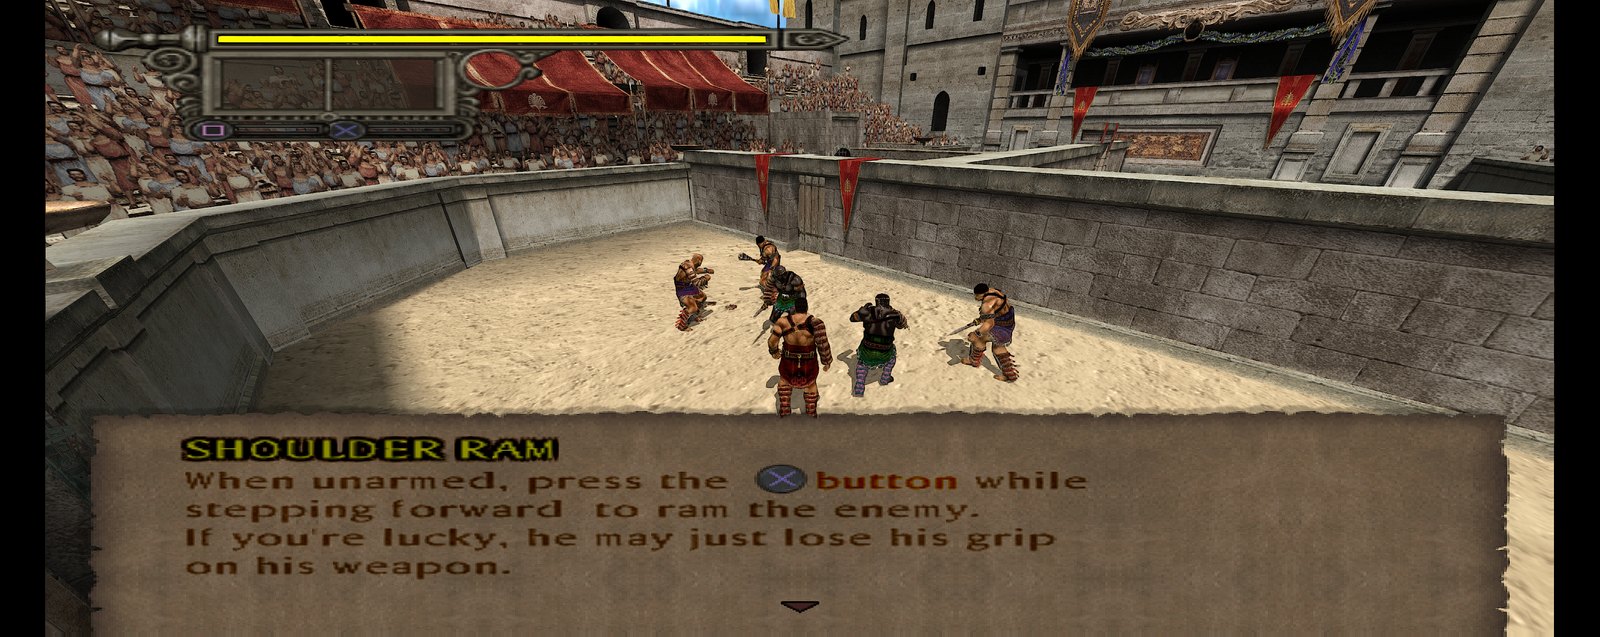 SHOULDER RAM
When unarmed, press the button while
stepping forward to ram the enemy.
If you're lucky, he may just lose his grip
on his weapon.